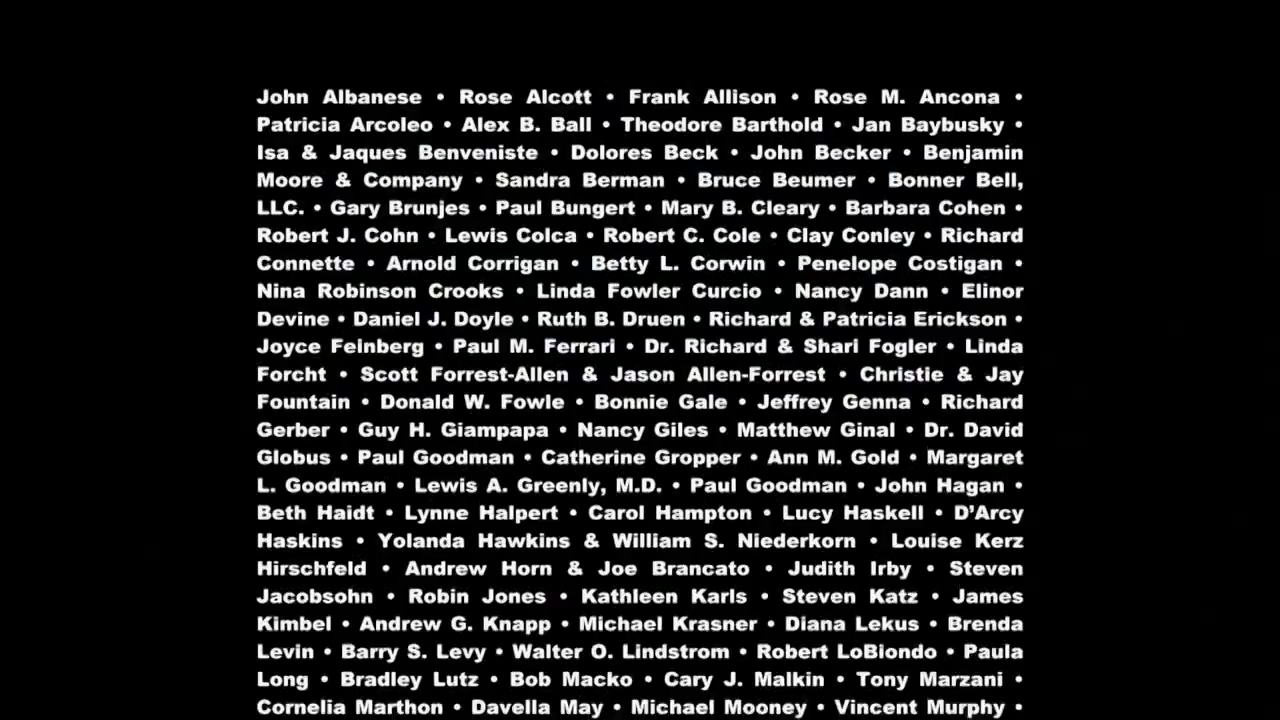 John Albanese • Rose Alcott • Frank Allison • Rose M. Ancona •
Patricia Arcoleo • Alex B. Ball • Theodore Barthold • Jan Baybusky •
Isa & Jaques Benveniste • Dolores Beck • John Becker • Benjamin
Moore & Company • Sandra Berman • Bruce Beumer • Bonner Bell,
LLC. • Gary Brunjes • Paul Bungert • Mary B. Cleary • Barbara Cohen •
Robert J. Cohn • Lewis Colca • Robert C. Cole • Clay Conley • Richard
Connette • Arnold Corrigan • Betty L. Corwin • Penelope Costigan •
Nina Robinson Crooks • Linda Fowler Curcio • Nancy Dann • Elinor
Devine • Daniel J. Doyle • Ruth B. Druen • Richard & Patricia Erickson •
Joyce Feinberg • Paul M. Ferrari • Dr. Richard & Shari Fogler • Linda
Forcht • Scott Forrest-Allen & Jason Allen-Forrest • Christie & Jay
Fountain • Donald W. Fowle • Bonnie Gale • Jeffrey Genna • Richard
Gerber • Guy H. Giampapa • Nancy Giles • Matthew Ginal • Dr. David
Globus • Paul Goodman • Catherine Gropper • Ann M. Gold • Margaret
L. Goodman • Lewis A. Greenly, M.D. • Paul Goodman • John Hagan •
Beth Haidt • Lynne Halpert • Carol Hampton • Lucy Haskell • D’Arcy
Haskins • Yolanda Hawkins & William S. Niederkorn • Louise Kerz
Hirschfeld • Andrew Horn & Joe Brancato • Judith Irby • Steven
Jacobsohn • Robin Jones • Kathleen Karls • Steven Katz • James
Kimbel • Andrew G. Knapp • Michael Krasner • Diana Lekus • Brenda
Levin • Barry S. Levy • Walter O. Lindstrom • Robert LoBiondo • Paula
Long • Bradley Lutz • Bob Macko • Cary J. Malkin • Tony Marzani •
Cornelia Marthon • Davella May • Michael Mooney • Vincent Murphy •